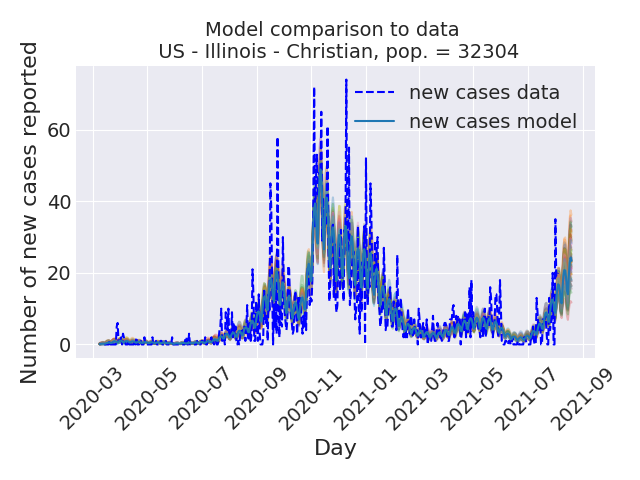 Model comparison to data
US - Illinois - Christian, pop. = 32304
Number of new cases reported
60
40
20
0
new cases data
new cases model
2020-03
2020-05
2020-07
2020-09
2020-11
2021-01
2021-03
2021-05
2021-07
2021-09
Day